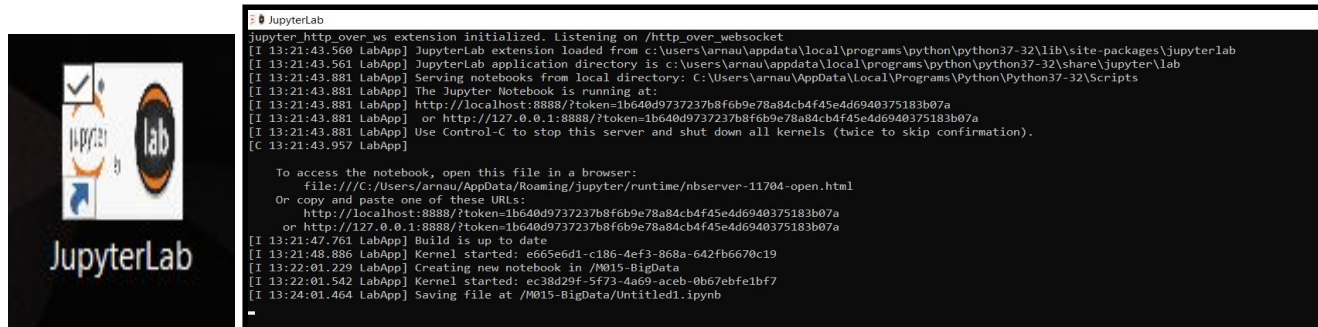 jupyter
lab
JupyterLab
JupyterLab
jupyter_http_over_ws extension initialized. Listening on /http_over_websocket
[I 13:21:43.560 LabApp] JupyterLab extension loaded from c:\users\arnau\appdata\local\programs\python\python37-32\lib\site-packages\jupyterlab
[I 13:21:43.561 LabApp] JupyterLab application directory is c:\users\arnau\appdata\local\programs\python\python37-32\share\jupyter\lab
[I 13:21:43.881 LabApp] Serving notebooks from local directory: C:\Users\arnau\AppData\Local\Programs\Python\Python37-32\Scripts
[I 13:21:43.881 LabApp] The Jupyter Notebook is running at:
[I 13:21:43.881 LabApp] http://localhost:8888/?token=1b640d9737237b8f6b9e78a84cb4f45e4d6940375183b07a
[I 13:21:43.881 LabApp]  or http://127.0.0.1:8888/?token=1b640d9737237b8f6b9e78a84cb4f45e4d6940375183b07a
[I 13:21:43.881 LabApp] Use Control-C to stop this server and shut down all kernels (twice to skip confirmation).
[C 13:21:43.957 LabApp]
To access the notebook, open this file in a browser:
file:///C:/Users/arnau/AppData/Roaming/jupyter/runtime/nbserver-11704-open.html
Or copy and paste one of these URLs:
http://localhost:8888/?token=1b640d9737237b8f6b9e78a84cb4f45e4d6940375183b07a
or http://127.0.0.1:8888/?token=1b640d9737237b8f6b9e78a84cb4f45e4d6940375183b07a
[I 13:21:47.761 LabApp] Build is up to date
[I 13:21:48.886 LabApp] Kernel started: e665e6d1-c186-4ef3-868a-642fb6670c19
[I 13:22:01.229 LabApp] Creating new notebook in /M015-BigData
[I 13:22:01.542 LabApp] Kernel started: ec38d29f-5f73-4a69-aceb-0b67ebfe1bf7
[I 13:24:01.464 LabApp] Saving file at /M015-BigData/Untitled1.ipynb